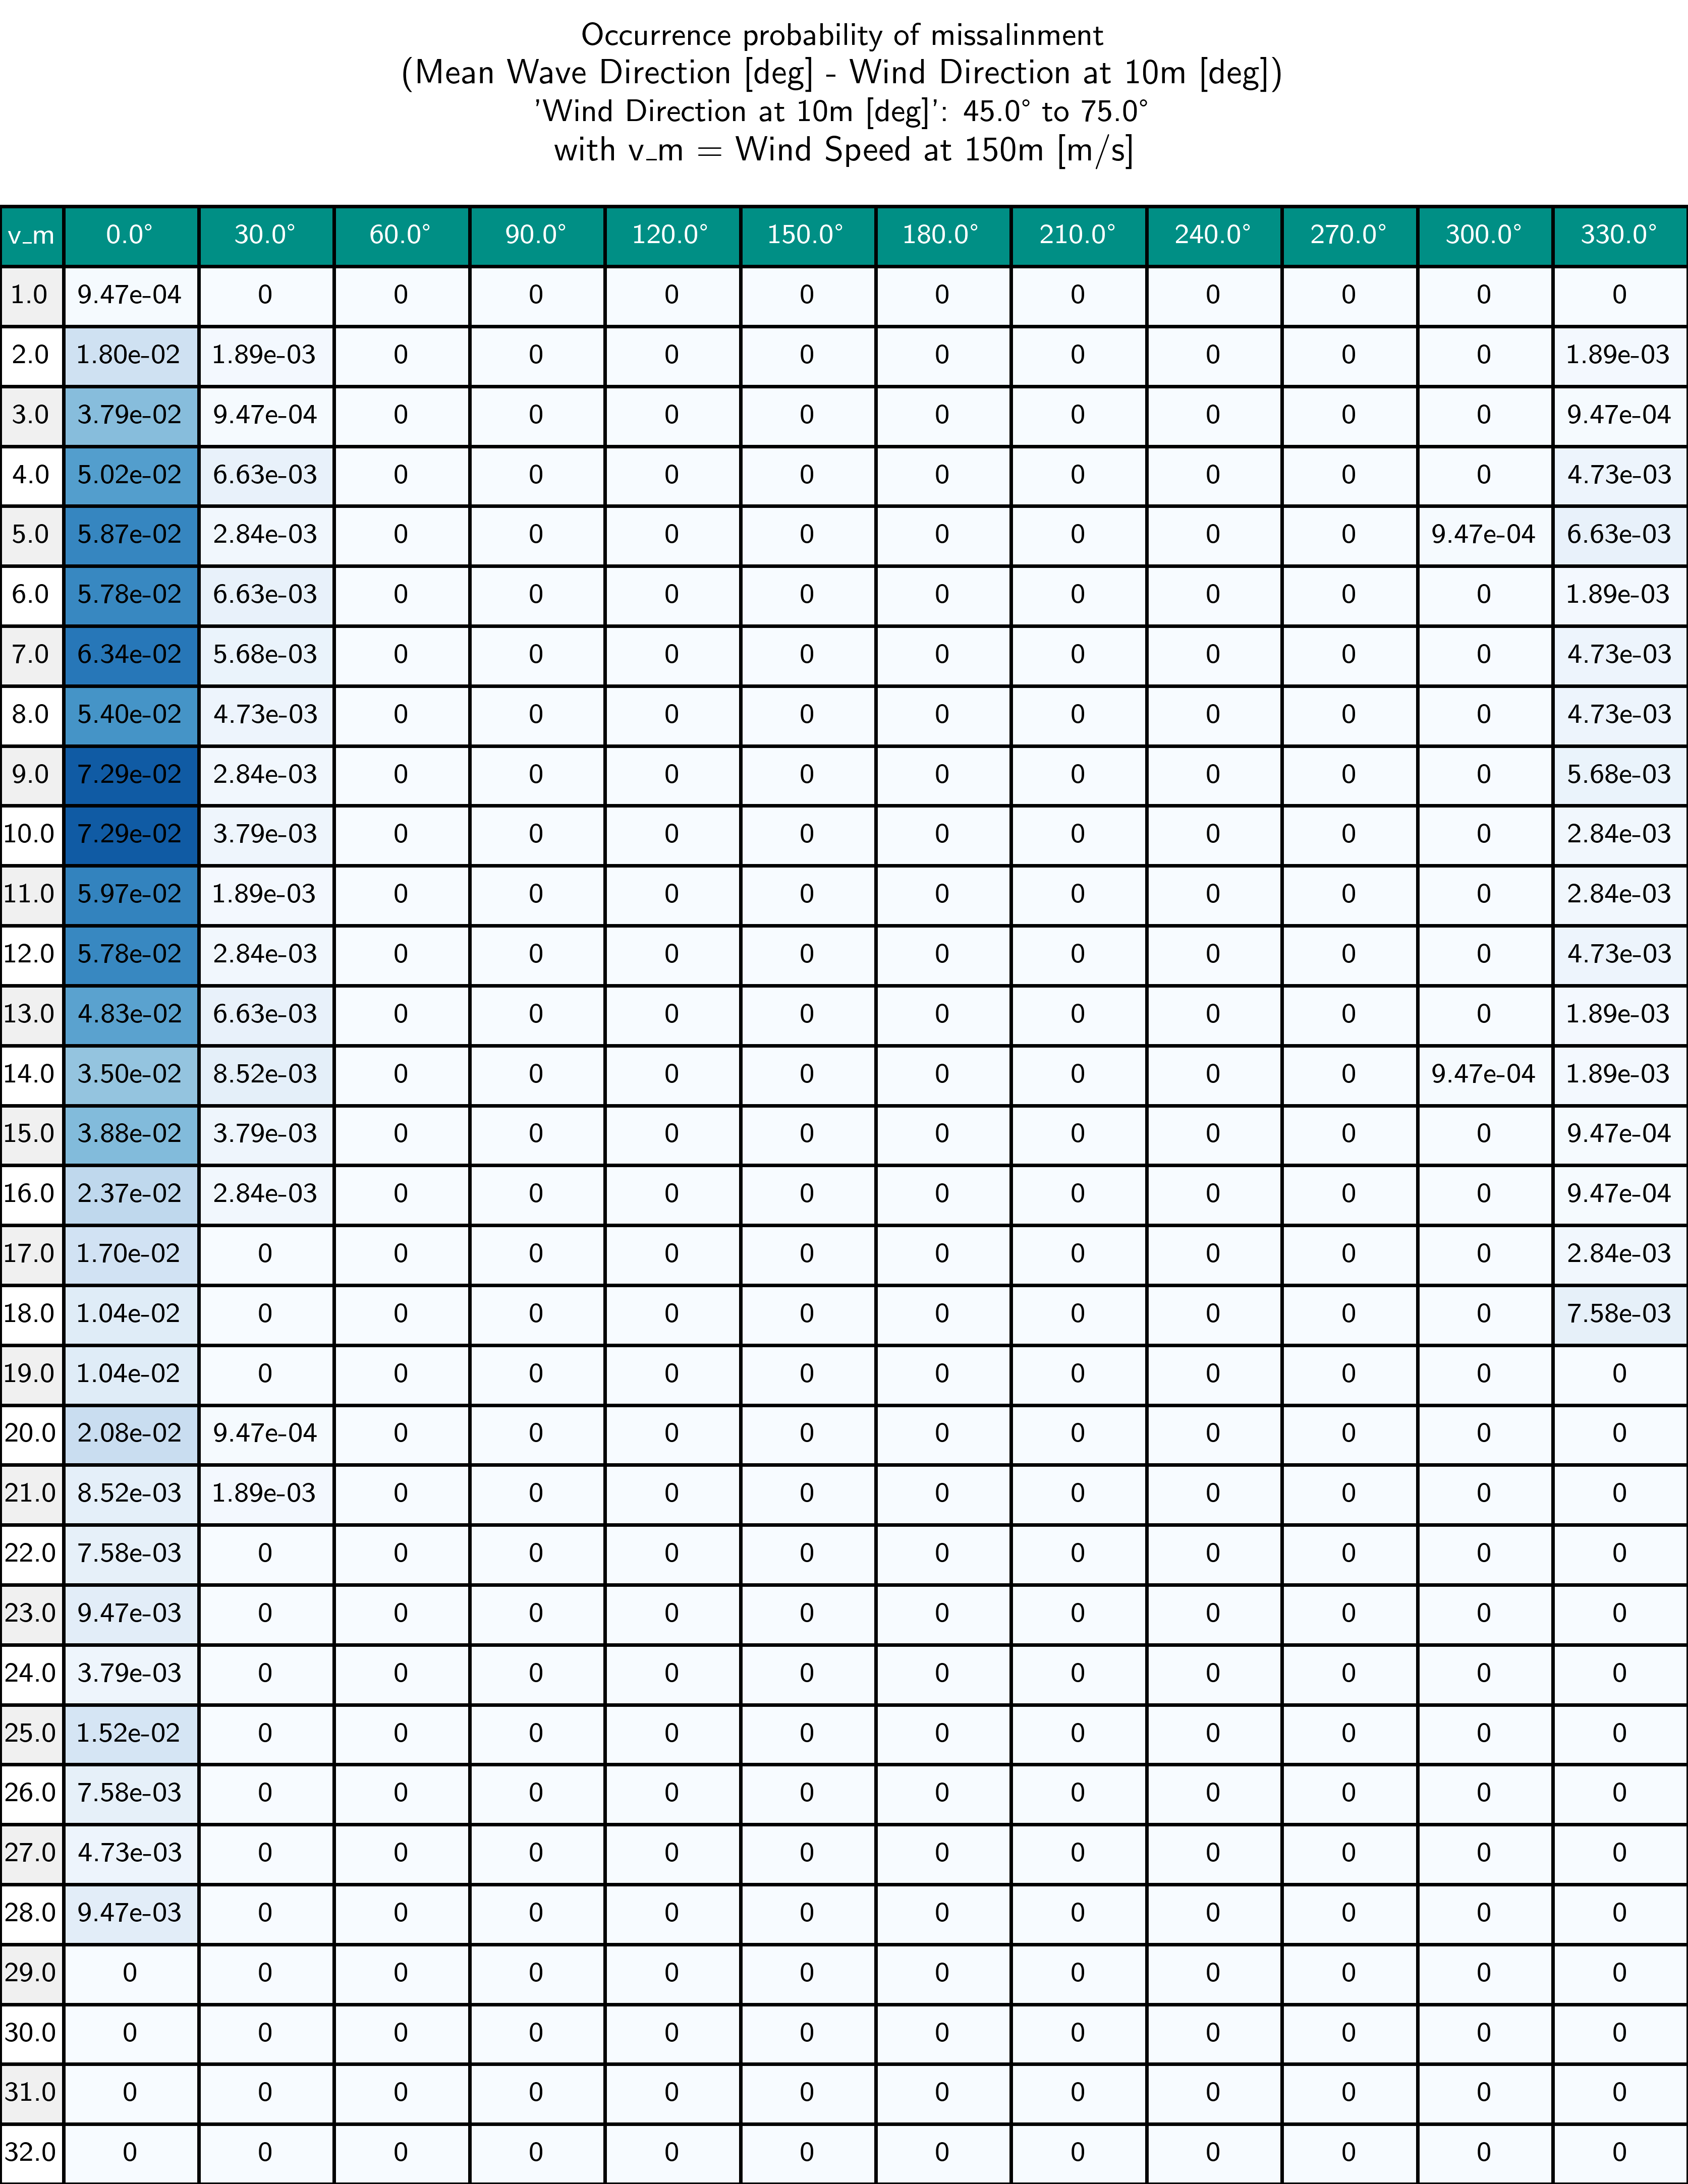 Occurrence probability of missalinment
(Mean Wave Direction [deg] - Wind Direction at 10m [deg])
'Wind Direction at 10m [deg]': 45.0° to 75.0°
with v_m = Wind Speed at 150m [m/s]
v_m 0.0° 30.0° 60.0° 90.0° 120.0° 150.0° 180.0° 210.0° 240.0° 270.0° 300.0° 330.0°
1.0 9.47e-04 0 0 0 0 0 0 0 0 0 0 0
2.0 1.80e-02 1.89e-03 0 0 0 0 0 0 0 0 0 1.89e-03
3.0 3.79e-02 9.47e-04 0 0 0 0 0 0 0 0 0 9.47e-04
4.0 5.02e-02 6.63e-03 0 0 0 0 0 0 0 0 0 4.73e-03
5.0 5.87e-02 2.84e-03 0 0 0 0 0 0 0 0 9.47e-04 6.63e-03
6.0 5.78e-02 6.63e-03 0 0 0 0 0 0 0 0 0 1.89e-03
7.0 6.34e-02 5.68e-03 0 0 0 0 0 0 0 0 0 4.73e-03
8.0 5.40e-02 4.73e-03 0 0 0 0 0 0 0 0 0 4.73e-03
9.0 7.29e-02 2.84e-03 0 0 0 0 0 0 0 0 0 5.68e-03
10.0 7.29e-02 3.79e-03 0 0 0 0 0 0 0 0 0 2.84e-03
11.0 5.97e-02 1.89e-03 0 0 0 0 0 0 0 0 0 2.84e-03
12.0 5.78e-02 2.84e-03 0 0 0 0 0 0 0 0 0 4.73e-03
13.0 4.83e-02 6.63e-03 0 0 0 0 0 0 0 0 0 1.89e-03
14.0 3.50e-02 8.52e-03 0 0 0 0 0 0 0 0 9.47e-04 1.89e-03
15.0 3.88e-02 3.79e-03 0 0 0 0 0 0 0 0 0 9.47e-04
16.0 2.37e-02 2.84e-03 0 0 0 0 0 0 0 0 0 9.47e-04
17.0 1.70e-02 0 0 0 0 0 0 0 0 0 0 2.84e-03
18.0 1.04e-02 0 0 0 0 0 0 0 0 0 0 7.58e-03
19.0 1.04e-02 0 0 0 0 0 0 0 0 0 0 0
20.0 2.08e-02 9.47e-04 0 0 0 0 0 0 0 0 0 0
21.0 8.52e-03 1.89e-03 0 0 0 0 0 0 0 0 0 0
22.0 7.58e-03 0 0 0 0 0 0 0 0 0 0 0
23.0 9.47e-03 0 0 0 0 0 0 0 0 0 0 0
24.0 3.79e-03 0 0 0 0 0 0 0 0 0 0 0
25.0 1.52e-02 0 0 0 0 0 0 0 0 0 0 0
26.0 7.58e-03 0 0 0 0 0 0 0 0 0 0 0
27.0 4.73e-03 0 0 0 0 0 0 0 0 0 0 0
28.0 9.47e-03 0 0 0 0 0 0 0 0 0 0 0
29.0 0 0 0 0 0 0 0 0 0 0 0 0
30.0 0 0 0 0 0 0 0 0 0 0 0 0
31.0 0 0 0 0 0 0 0 0 0 0 0 0
32.0 0 0 0 0 0 0 0 0 0 0 0 0